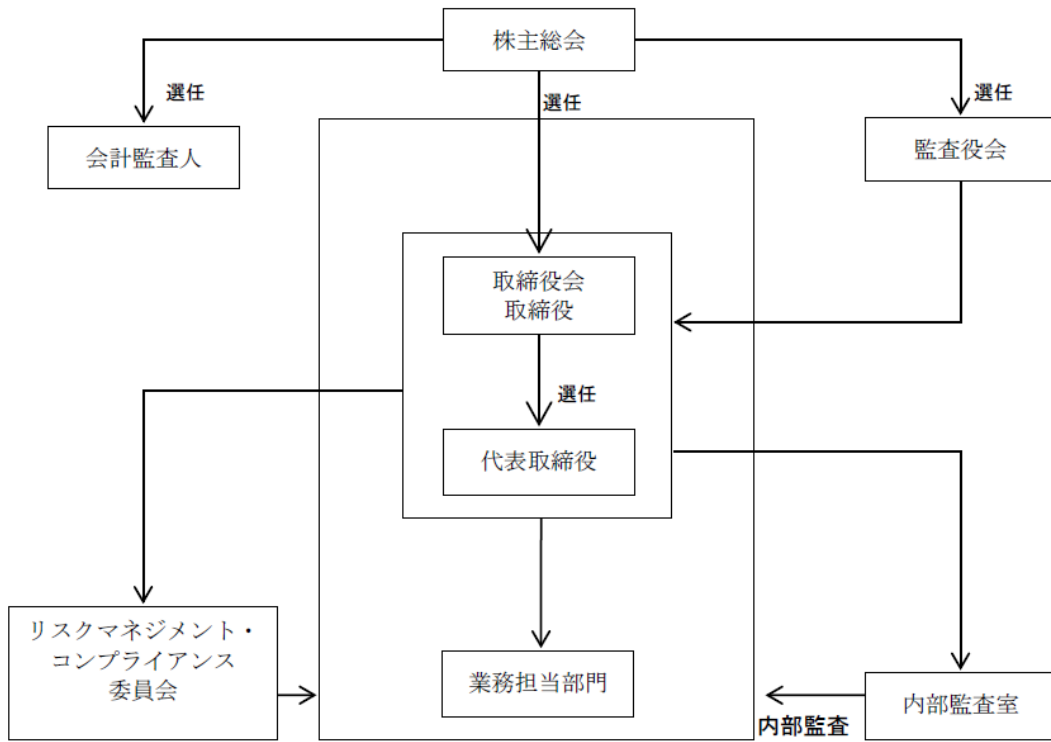 株主総会
選任
選任
選任
会計監査人
監査役会
取締役会
取締役
選任
代表取締役
リスクマネジメント・
コンプライアンス
委員会
業務担当部門
内部監査室
内部監査